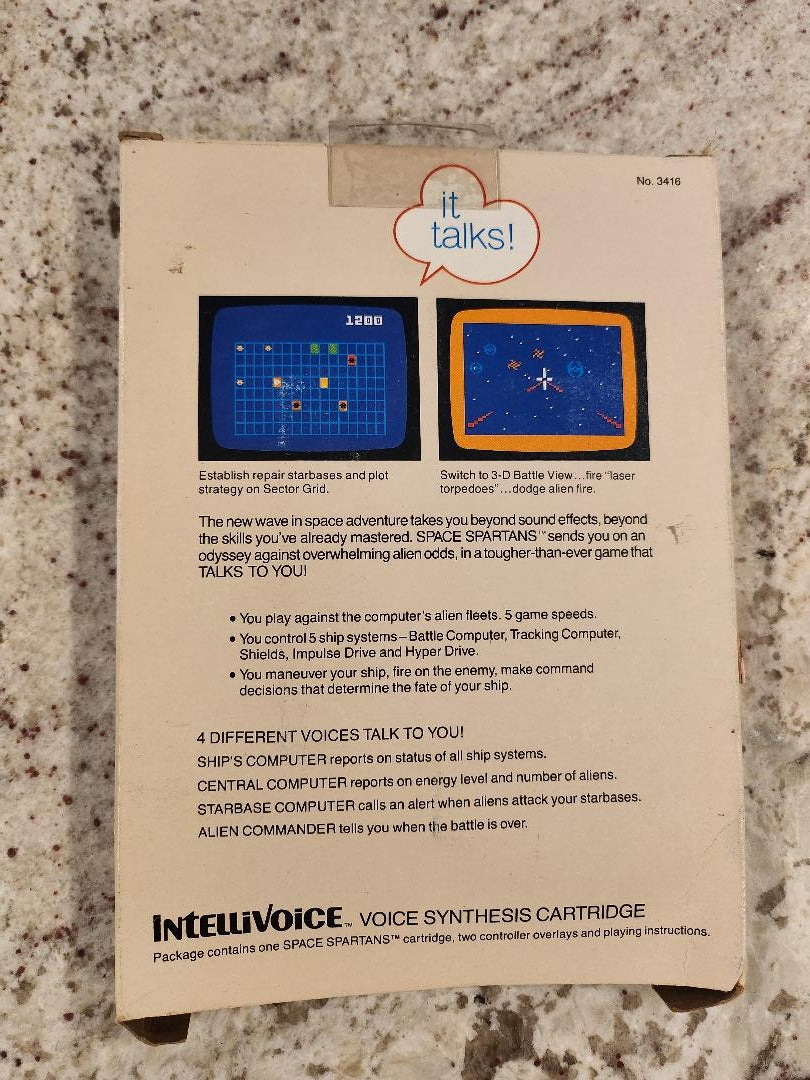 No. 3416
it
talks!
1200
Establish repair starbases and plot
strategy on Sector Grid.
Switch to 3-D Battle View...fire "laser
torpedoes"...dodge alien fire.
The new wave in space adventure takes you beyond sound effects, beyond
the skills you've already mastered. SPACE SPARTANS™ sends you on an
odyssey against overwhelming alien odds, in a tougher-than-ever game that
TALKS TO YOU!
• You play against the computer's alien fleets. 5 game speeds.
• You control 5 ship systems—Battle Computer, Tracking Computer,
Shields, Impulse Drive and Hyper Drive.
• You maneuver your ship, fire on the enemy, make command
decisions that determine the fate of your ship.
4 DIFFERENT VOICES TALK TO YOU!
SHIP'S COMPUTER reports on status of all ship systems.
CENTRAL COMPUTER reports on energy level and number of aliens.
STARBASE COMPUTER calls an alert when aliens attack your starbases.
ALIEN COMMANDER tells you when the battle is over.
INTELLIVOICE™ VOICE SYNTHESIS CARTRIDGE
Package contains one SPACE SPARTANS™ cartridge, two controller overlays and playing instructions.